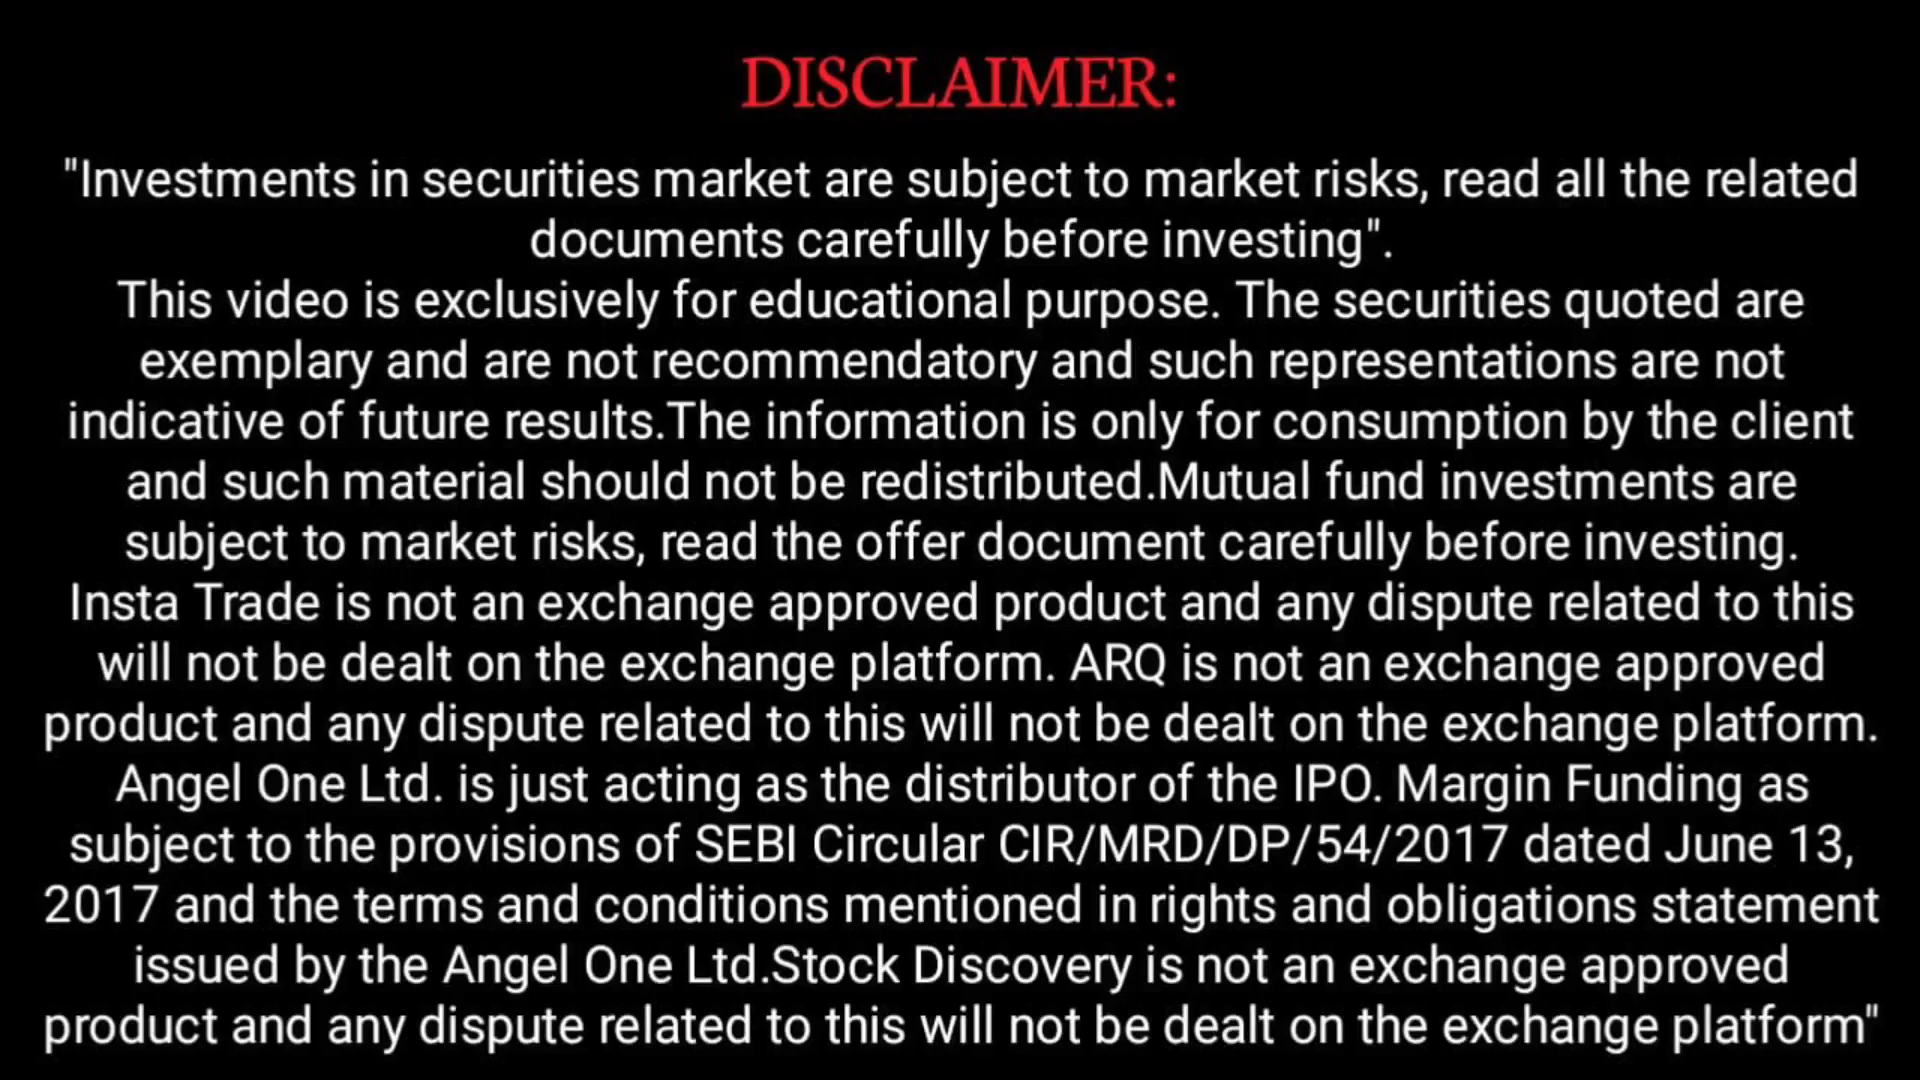 DISCLAIMER:
"Investments in securities market are subject to market risks, read all the related
documents carefully before investing".
This video is exclusively for educational purpose. The securities quoted are
exemplary and are not recommendatory and such representations are not
indicative of future results.The information is only for consumption by the client
and such material should not be redistributed.Mutual fund investments are
subject to market risks, read the offer document carefully before investing.
Insta Trade is not an exchange approved product and any dispute related to this
will not be dealt on the exchange platform. ARQ is not an exchange approved
product and any dispute related to this will not be dealt on the exchange platform.
Angel One Ltd. is just acting as the distributor of the IPO. Margin Funding as
subject to the provisions of SEBI Circular CIR/MRD/DP/54/2017 dated June 13,
2017 and the terms and conditions mentioned in rights and obligations statement
issued by the Angel One Ltd.Stock Discovery is not an exchange approved
product and any dispute related to this will not be dealt on the exchange platform"